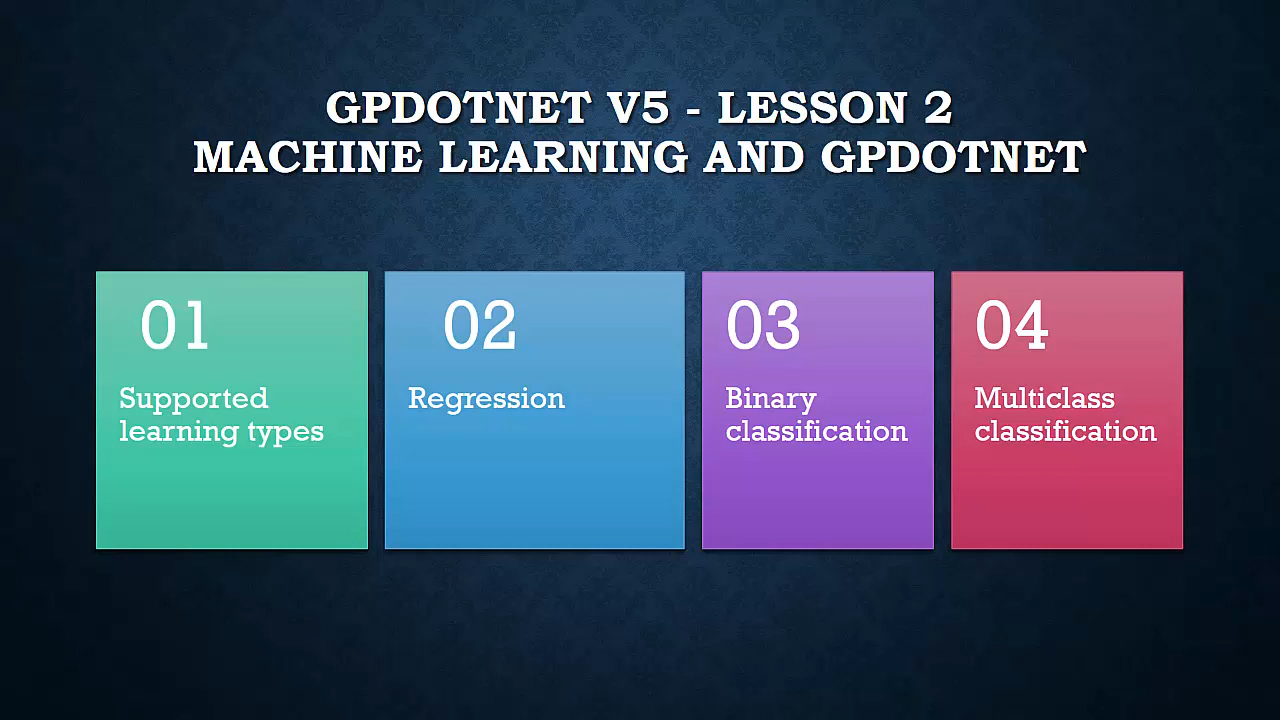 GPDOTNET V5 - LESSON 2
MACHINE LEARNING AND GPDOTNET
01
Supported
learning types
02
Regression
03
Binary
classification
04
Multiclass
classification